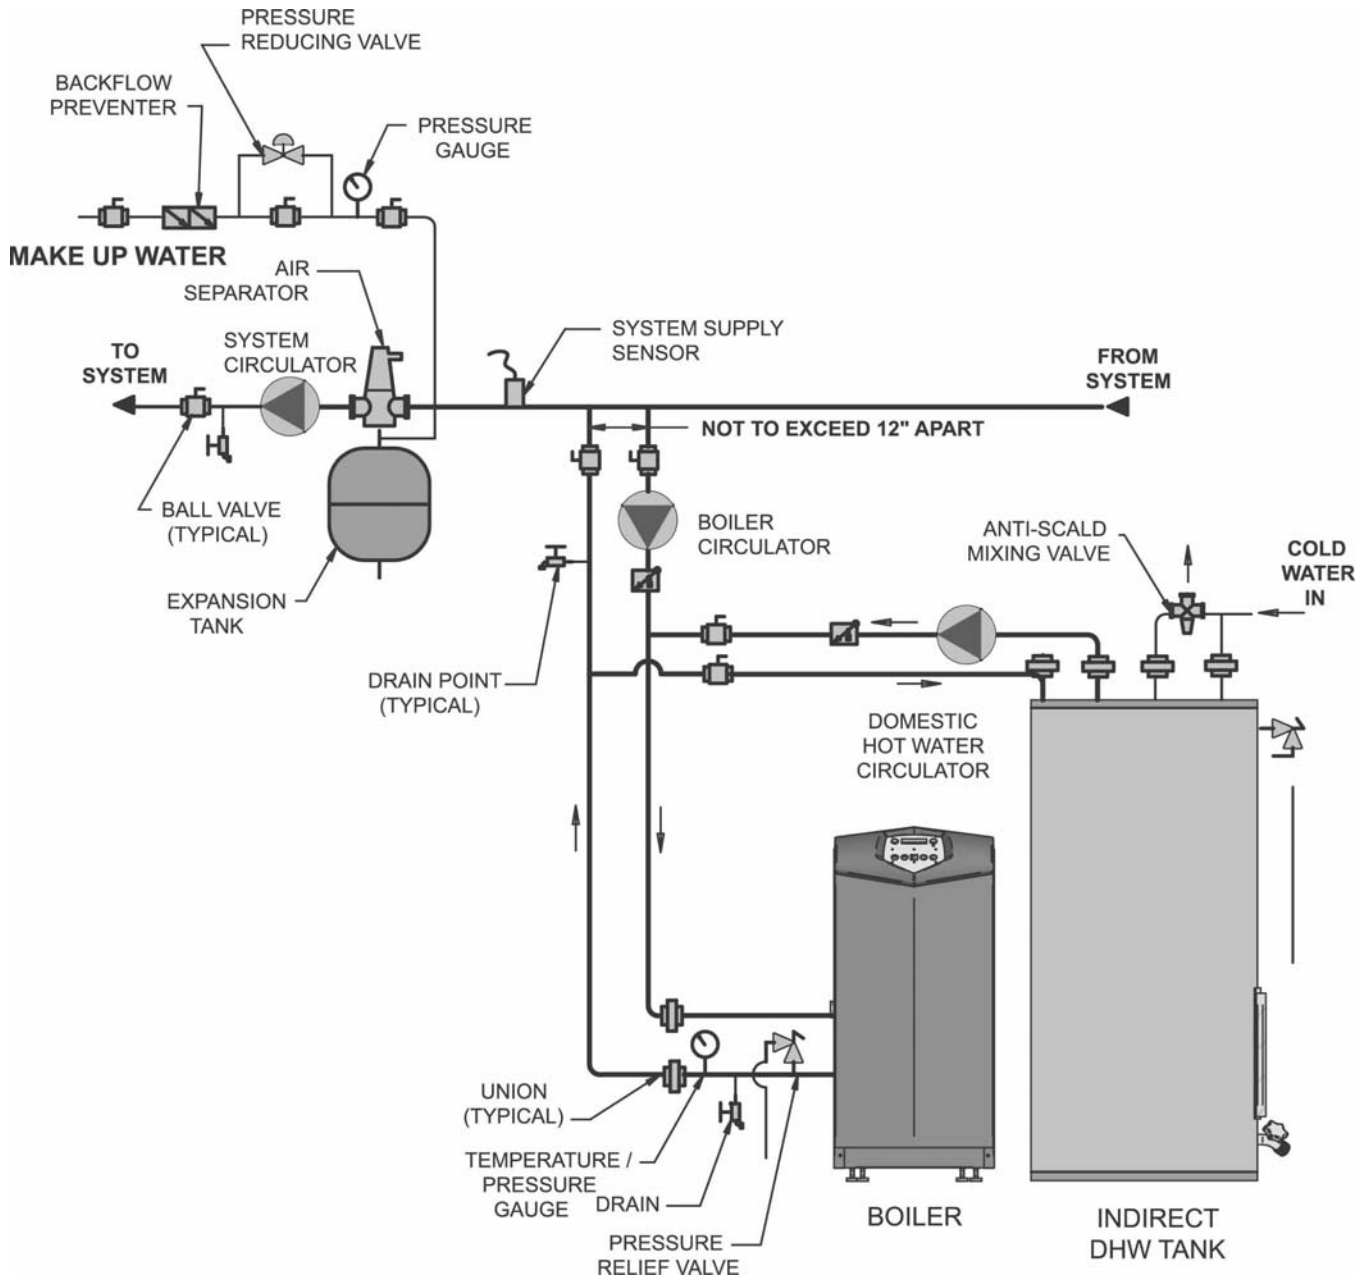 PRESSURE
REDUCING VALVE
BACKFLOW
PREVENTER
PRESSURE
GAUGE
MAKE UP WATER
AIR
SEPARATOR
SYSTEM
CIRCULATOR
TO
SYSTEM
SYSTEM SUPPLY
SENSOR
FROM
SYSTEM
NOT TO EXCEED 12" APART
BALL VALVE
(TYPICAL)
BOILER
CIRCULATOR
ANTI-SCALD
MIXING VALVE
COLD
WATER
IN
EXPANSION
TANK
DRAIN POINT
(TYPICAL)
DOMESTIC
HOT WATER
CIRCULATOR
UNION
(TYPICAL)
TEMPERATURE /
PRESSURE
GAUGE
DRAIN
PRESSURE
RELIEF VALVE
BOILER
INDIRECT
DHW TANK